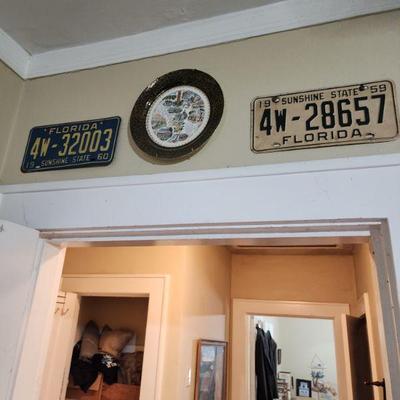 FLORIDA
4W-32003
19 SUNSHINE STATE 60
19 SUNSHINE STATE 59
4W-28657
FLORIDA